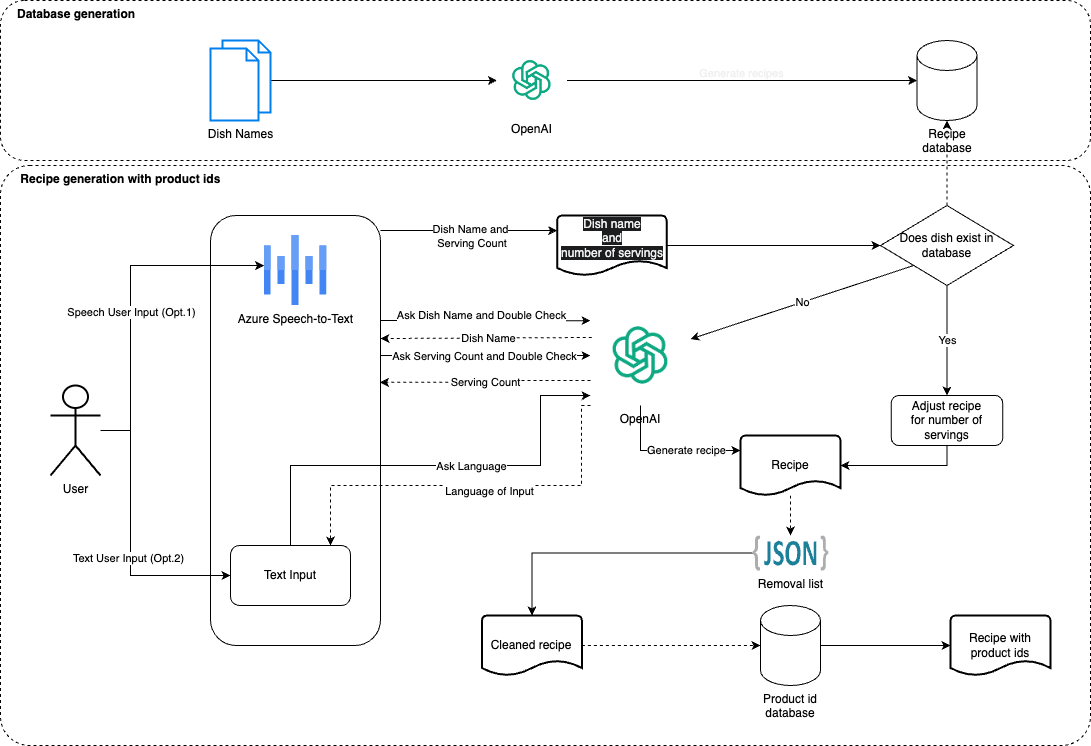 Database generation
Generate recipes
Dish Names
OpenAI
Recipe
database
Recipe generation with product ids
Dish Name and
Serving Count
Dish name
and
number of servings
Does dish exist in
database
Speech User Input (Opt.1)
Azure Speech-to-Text
No
Ask Dish Name and Double Check
Dish Name
Yes
Ask Serving Count and Double Check
Serving Count
OpenAI
Adjust recipe
for number of
servings
User
Generate recipe
Recipe
Ask Language
Language of Input
Text User Input (Opt.2)
Text Input
{JSON}
Removal list
Cleaned recipe
Recipe with
product ids
Product id
database